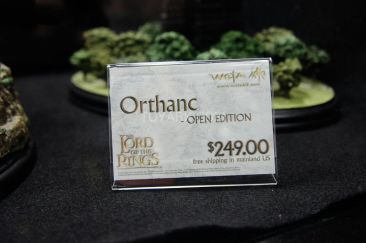 Weta
Orthanc
OPEN EDITION
THE
LORD
OF THE
RINGS
$249.00
free shipping in mainland US